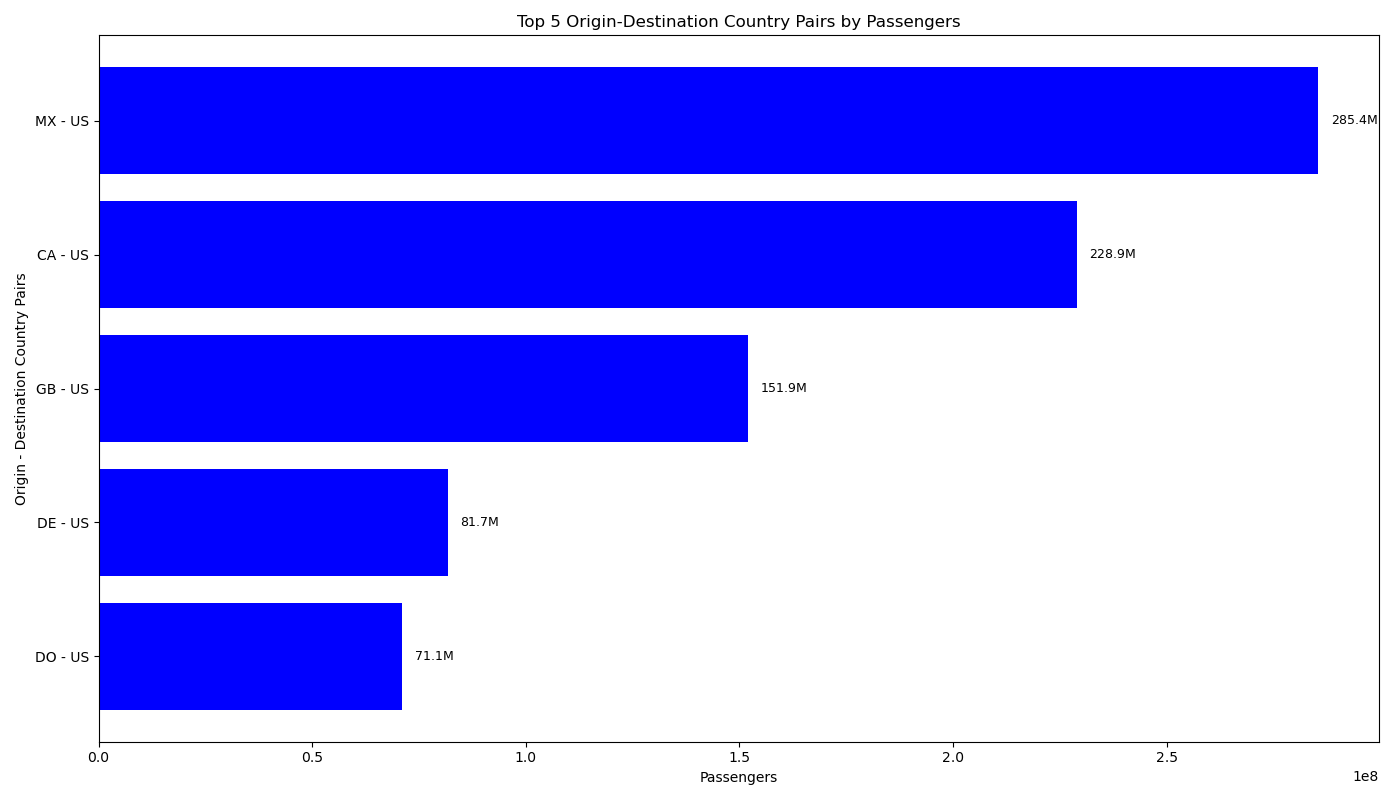 Top 5 Origin-Destination Country Pairs by Passengers
Origin - Destination Country Pairs
MX - US
285.4M
CA - US
228.9M
GB - US
151.9M
DE - US
81.7M
DO - US
71.1M
0.0 0.5 1.0 1.5 2.0 2.5
Passengers
1e8